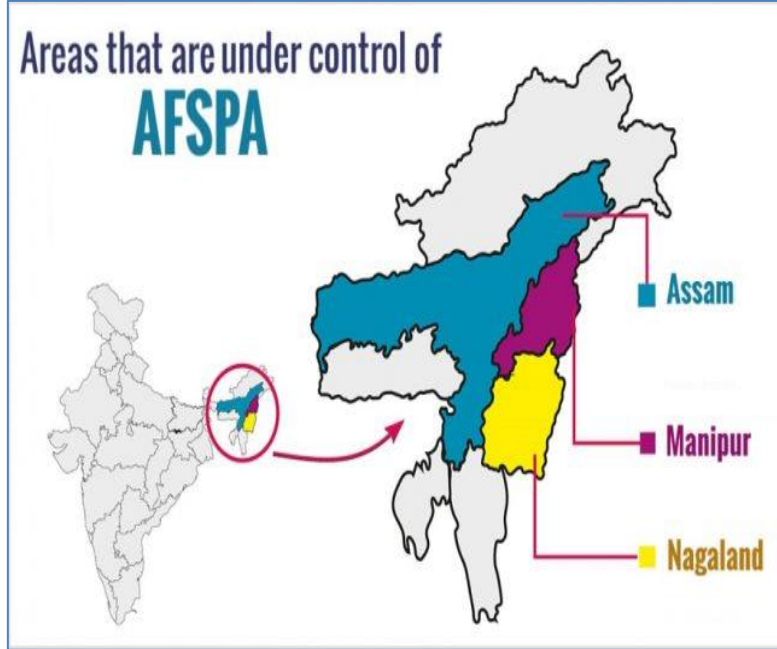 Areas that are under control of
AFSPA
Assam
Manipur
Nagaland